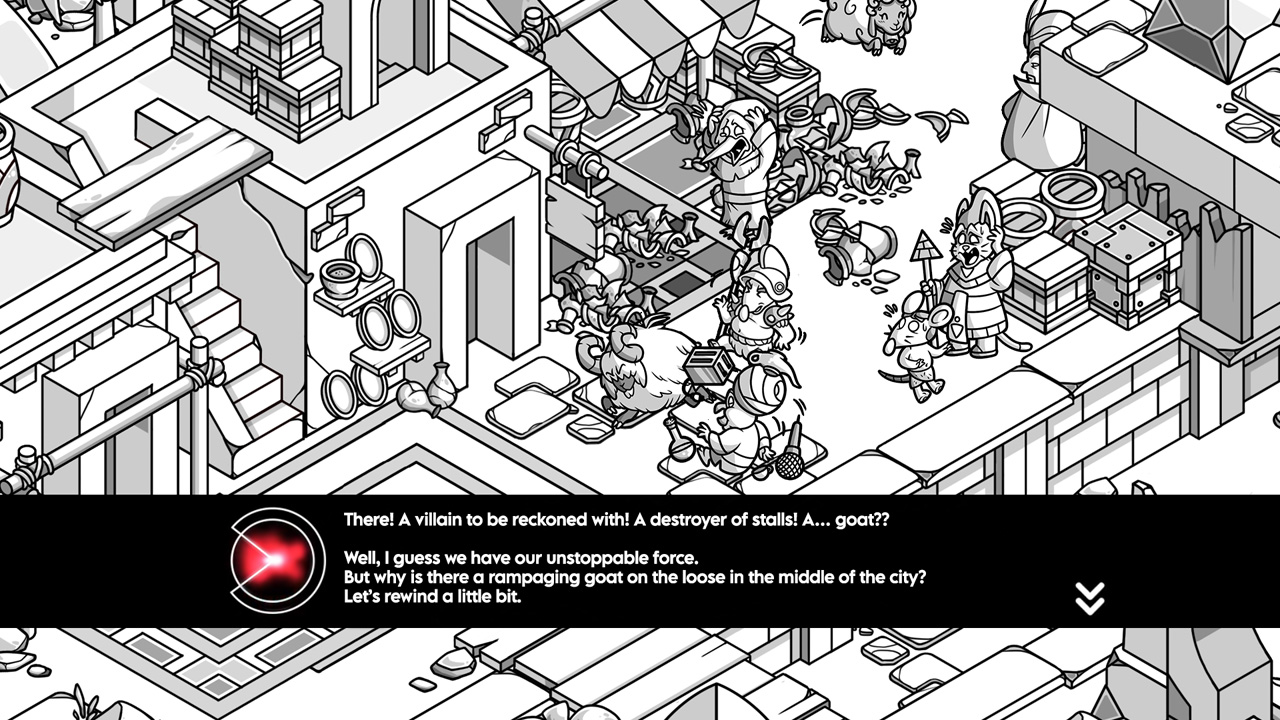 There! A villain to be reckoned with! A destroyer of stalls! A... goat??
Well, I guess we have our unstoppable force.
But why is there a rampaging goat on the loose in the middle of the city?
Let's rewind a little bit.